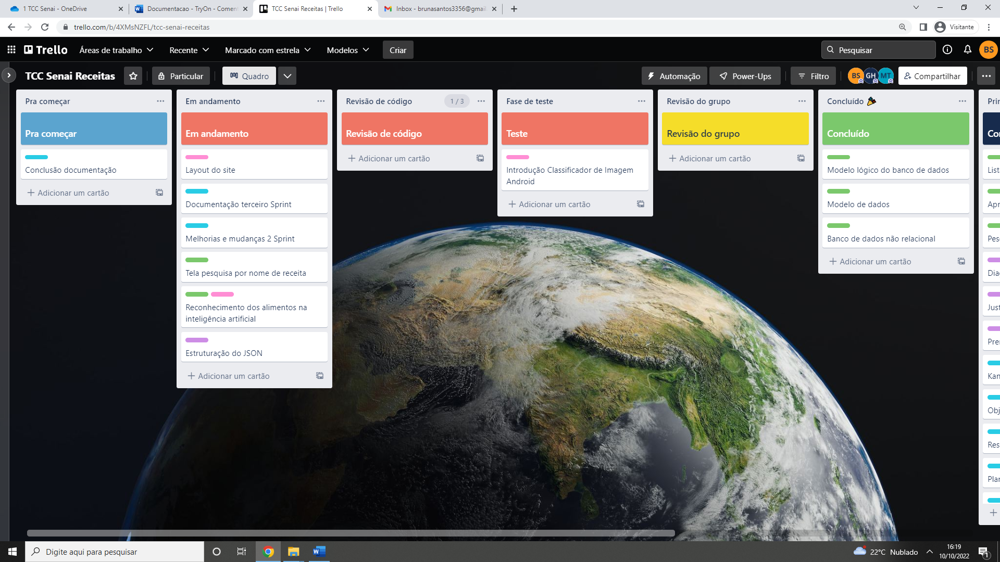 1 TCC Senai - OneDrive
Documentacao - TryOn - Coment
TCC Senai Receitas | Trello
Inbox - brunasantos3356@gmail.
trello.com/b/4XMsNZFL/tcc-senai-receitas
Visitante
Trello
Áreas de trabalho
Recente
Marcado com estrela
Modelos
Criar
Pesquisar
BS
TCC Senai Receitas
Particular
Quadro
Automação
Power-Ups
Filtro
BS
GH
MT
Compartilhar
Pra começar
Pra começar
Conclusão documentação
Adicionar um cartão
Em andamento
Em andamento
Layout do site
Documentação terceiro Sprint
Melhorias e mudanças 2 Sprint
Tela pesquisa por nome de receita
Reconhecimento dos alimentos na
inteligência artificial
Estruturação do JSON
Adicionar um cartão
Revisão de código
1 / 3
Revisão de código
Adicionar um cartão
Fase de teste
Teste
Introdução Classificador de Imagem
Android
Adicionar um cartão
Revisão do grupo
Revisão do grupo
Adicionar um cartão
Concluído 🎉
Concluído
Modelo lógico do banco de dados
Modelo de dados
Banco de dados não relacional
Adicionar um cartão
Prin
Co
List
Apr
Pes
Dia
Just
Pre
Kan
Obj
Res
Plan
Digite aqui para pesquisar
22°C Nublado
16:19
10/10/2022
1